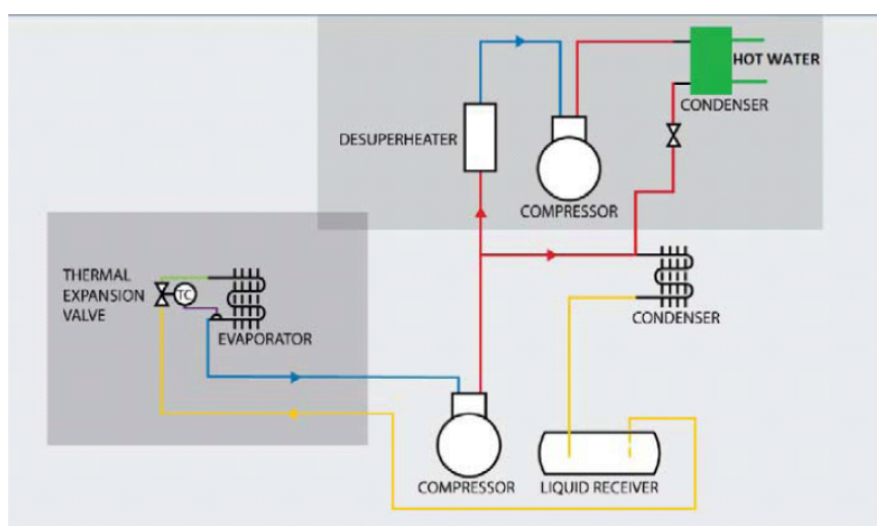 HOT WATER
CONDENSER
DESUPERHEATER
COMPRESSOR
THERMAL
EXPANSION
VALVE
TC
EVAPORATOR
CONDENSER
COMPRESSOR
LIQUID RECEIVER